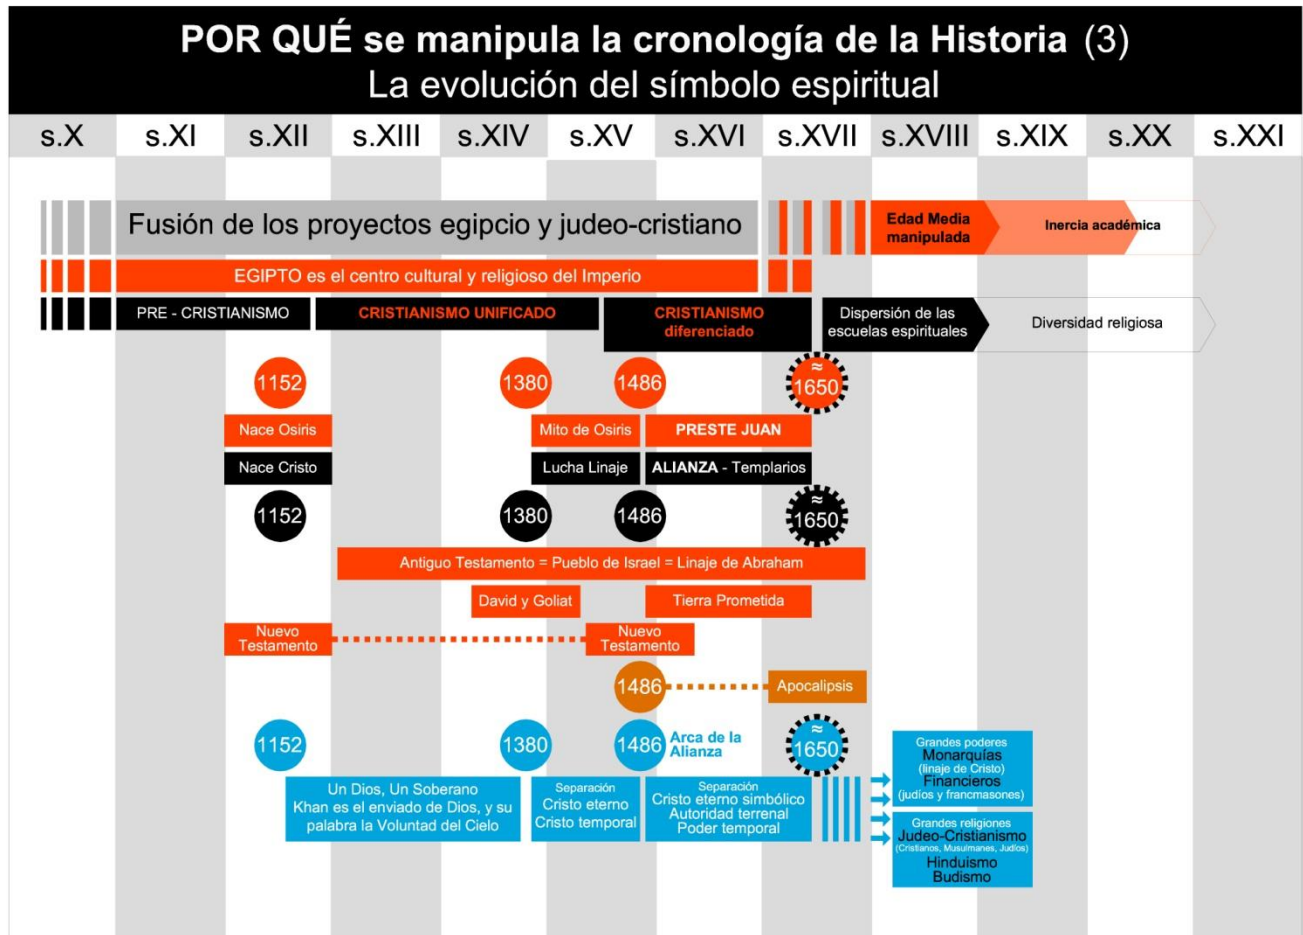 POR QUÉ se manipula la cronología de la Historia (3)
La evolución del símbolo espiritual
s.X s.XI s.XII s.XIII s.XIV s.XV s.XVI s.XVII s.XVIII s.XIX s.XX s.XXI
Fusión de los proyectos egipcio y judeo-cristiano
Edad Media
manipulada
Inercia académica
EGIPTO es el centro cultural y religioso del Imperio
PRE - CRISTIANISMO
CRISTIANISMO UNIFICADO
CRISTIANISMO
diferenciado
Dispersión de las
escuelas espirituales
Diversidad religiosa
1152 1380 1486 ≈ 1650
Nace Osiris Mito de Osiris PRESTE JUAN
Nace Cristo Lucha Linaje ALIANZA - Templarios
1152 1380 1486 ≈ 1650
Antiguo Testamento = Pueblo de Israel = Linaje de Abraham
David y Goliat Tierra Prometida
Nuevo
Testamento
Nuevo
Testamento
1486 Apocalipsis
1152 1380 1486
Arca de la
Alianza
≈ 1650
Un Dios, Un Soberano
Khan es el enviado de Dios, y su
palabra la Voluntad del Cielo
Separación
Cristo eterno
Cristo temporal
Separación
Cristo eterno simbólico
Autoridad terrenal
Poder temporal
Grandes poderes
Monarquías
(linaje de Cristo)
Financieros
(judíos y francmasones)
Grandes religiones
Judeo-Cristianismo
(Cristianos, Musulmanes, Judíos)
Hinduismo
Budismo